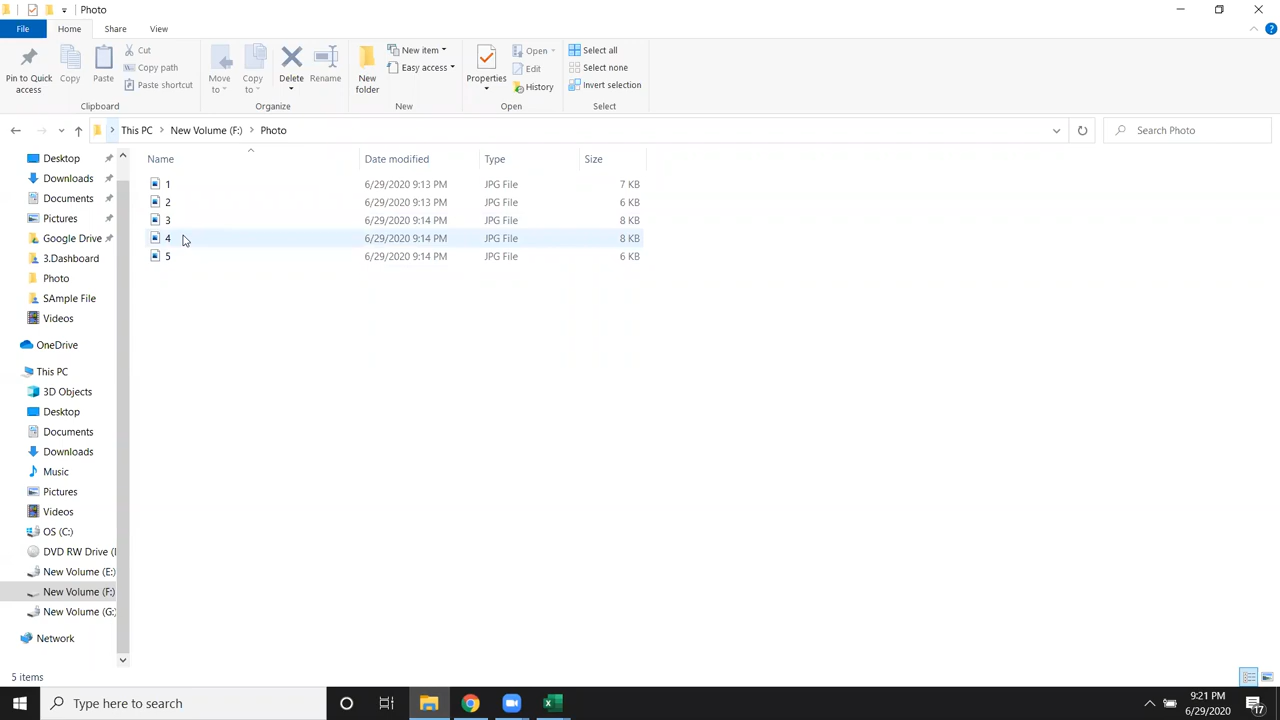 Photo
File Home Share View
Pin to Quick access
Copy
Paste
Cut
Copy path
Paste shortcut
Clipboard
Move to
Copy to
Delete
Rename
Organize
New folder
New item
Easy access
New
Properties
Open
Edit
History
Open
Select all
Select none
Invert selection
Select
This PC > New Volume (F:) > Photo
Search Photo
Name Date modified Type Size
1 6/29/2020 9:13 PM JPG File 7 KB
2 6/29/2020 9:13 PM JPG File 6 KB
3 6/29/2020 9:14 PM JPG File 8 KB
4 6/29/2020 9:14 PM JPG File 8 KB
5 6/29/2020 9:14 PM JPG File 6 KB
Desktop
Downloads
Documents
Pictures
Google Drive
3.Dashboard
Photo
SAmple File
Videos
OneDrive
This PC
3D Objects
Desktop
Documents
Downloads
Music
Pictures
Videos
OS (C:)
DVD RW Drive (
New Volume (E:)
New Volume (F:)
New Volume (G:)
Network
5 items
Type here to search
9:21 PM
6/29/2020
17